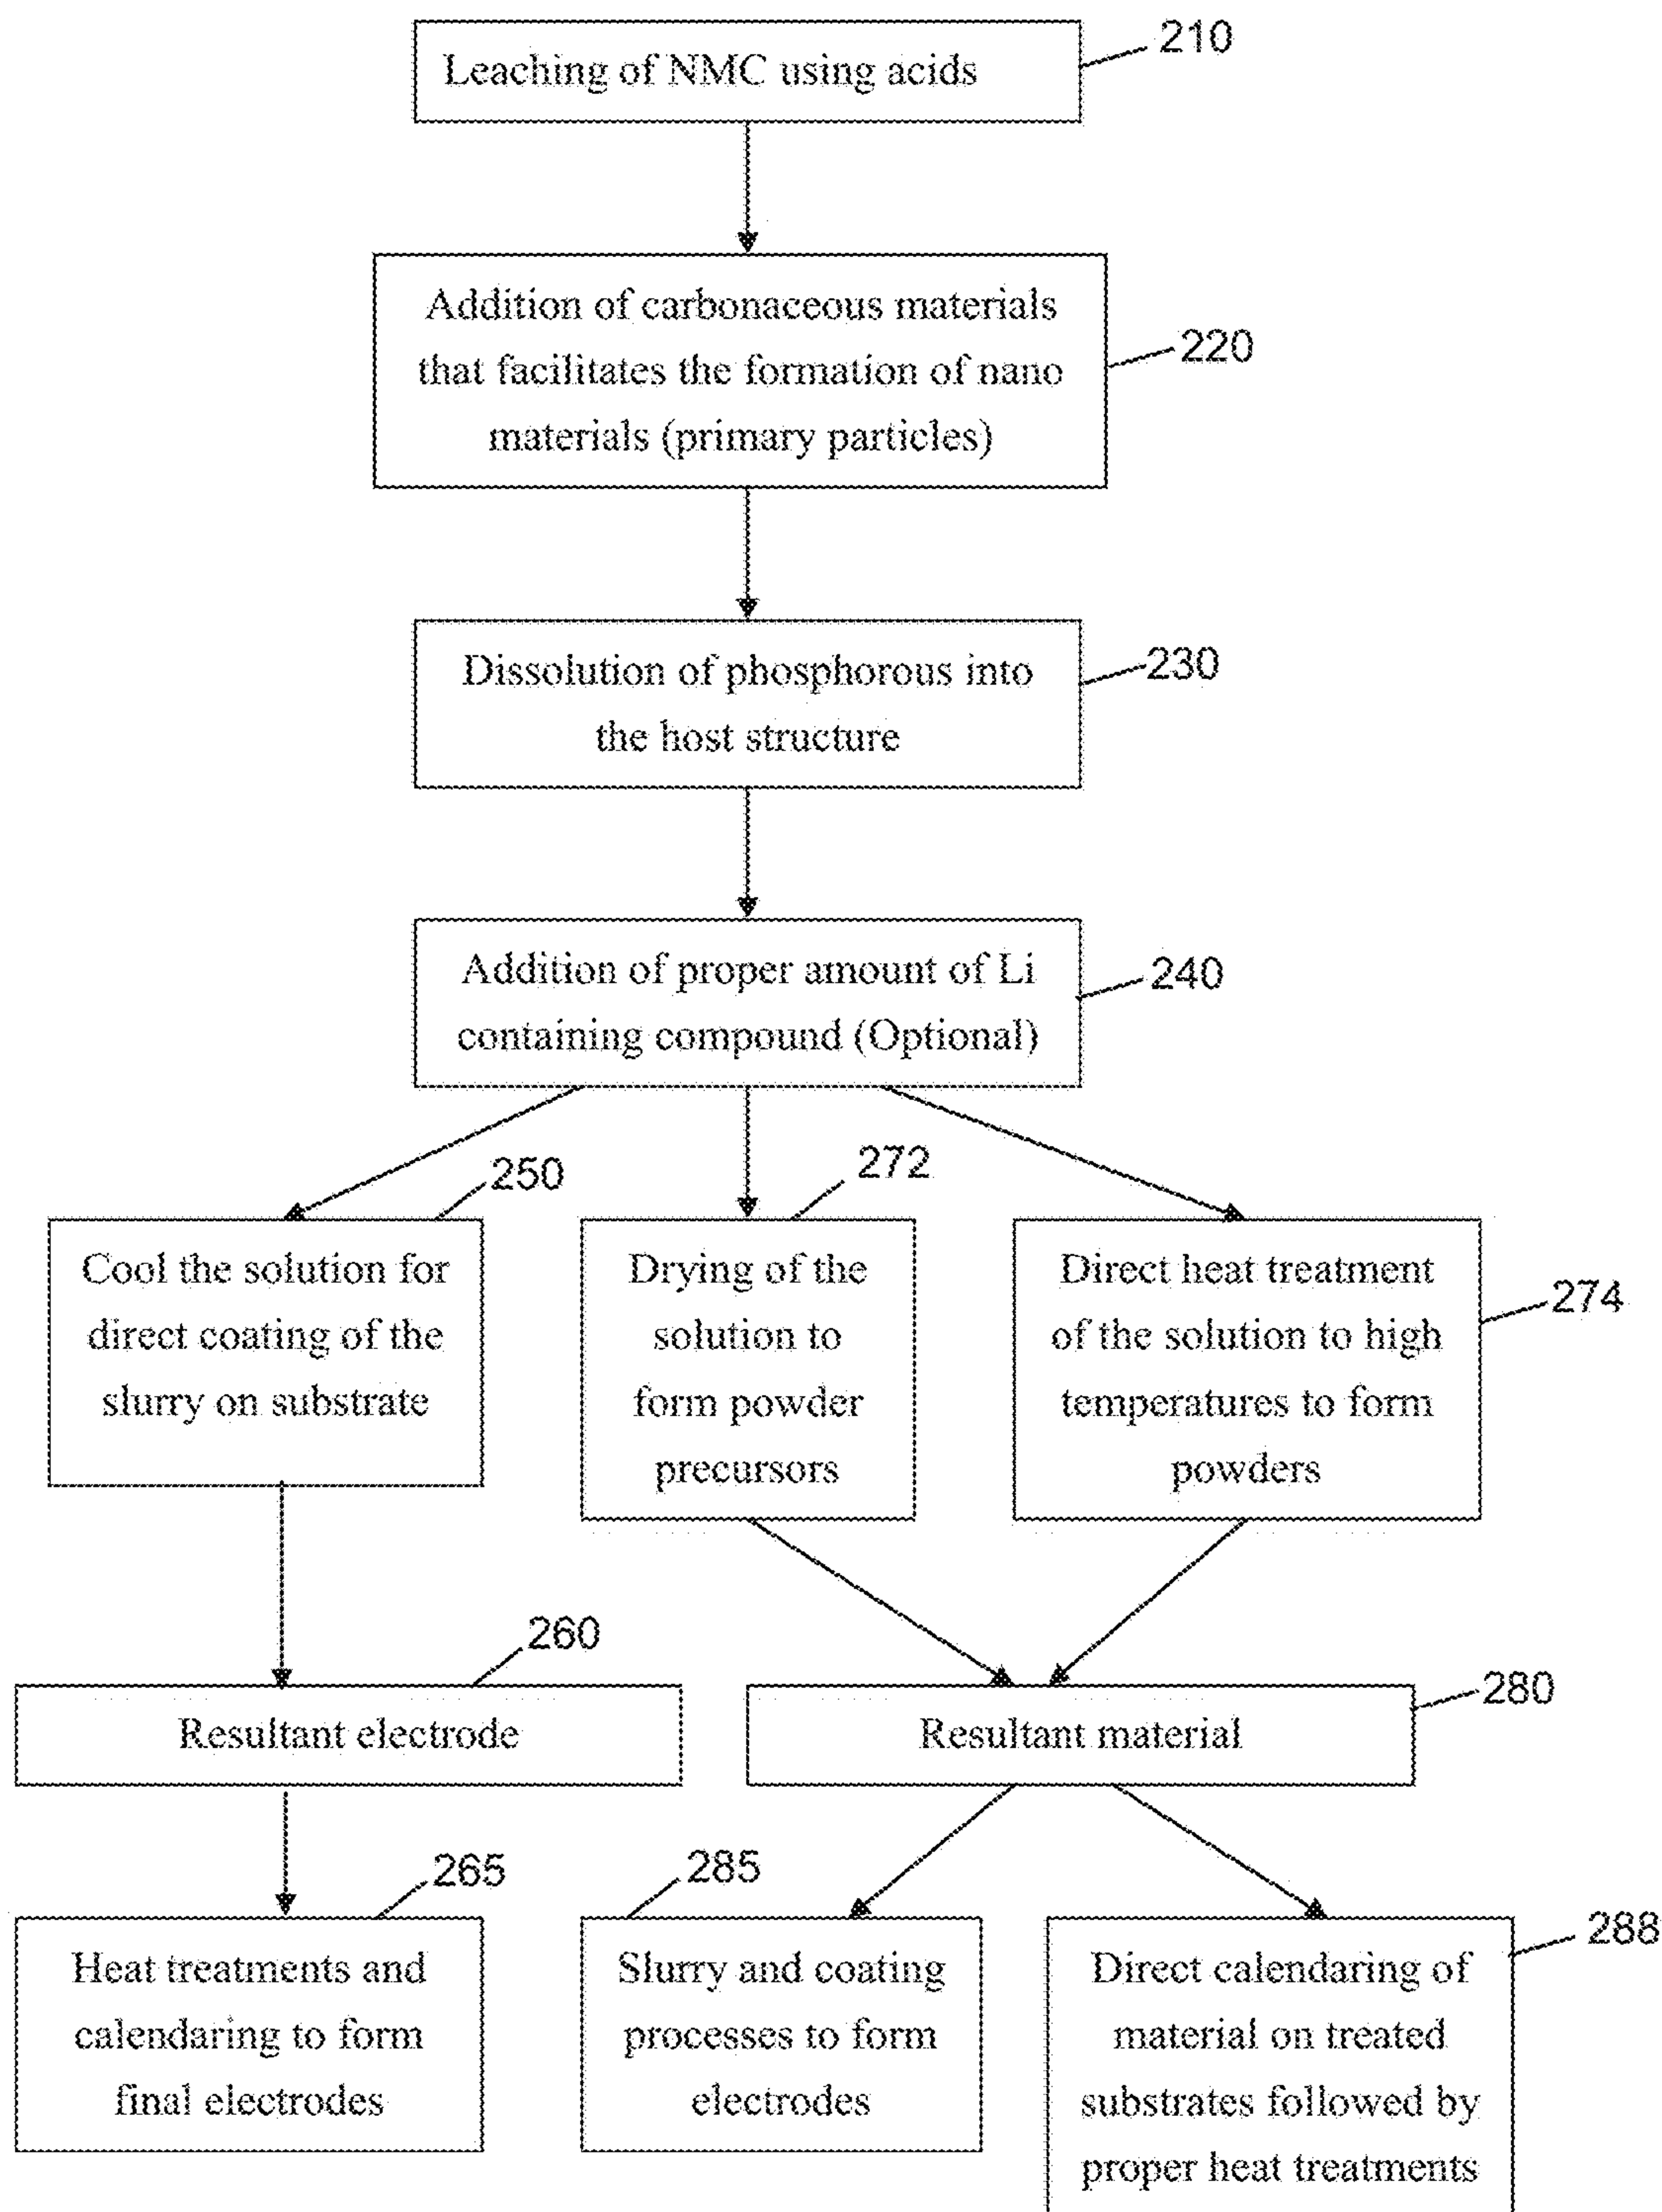 210
Leaching of NMC using acids
Addition of carbonaceous materials
that facilitates the formation of nano
materials (primary particles)
220
Dissolution of phosphorous into
the host structure
230
Addition of proper amount of Li
containing compound (Optional)
240
250
Cool the solution for
direct coating of the
slurry on substrate
272
Drying of the
solution to
form powder
precursors
Direct heat treatment
of the solution to high
temperatures to form
powders
274
260
Resultant electrode
280
Resultant material
265
Heat treatments and
calendaring to form
final electrodes
285
Slurry and coating
processes to form
electrodes
288
Direct calendaring of
material on treated
substrates followed by
proper heat treatments